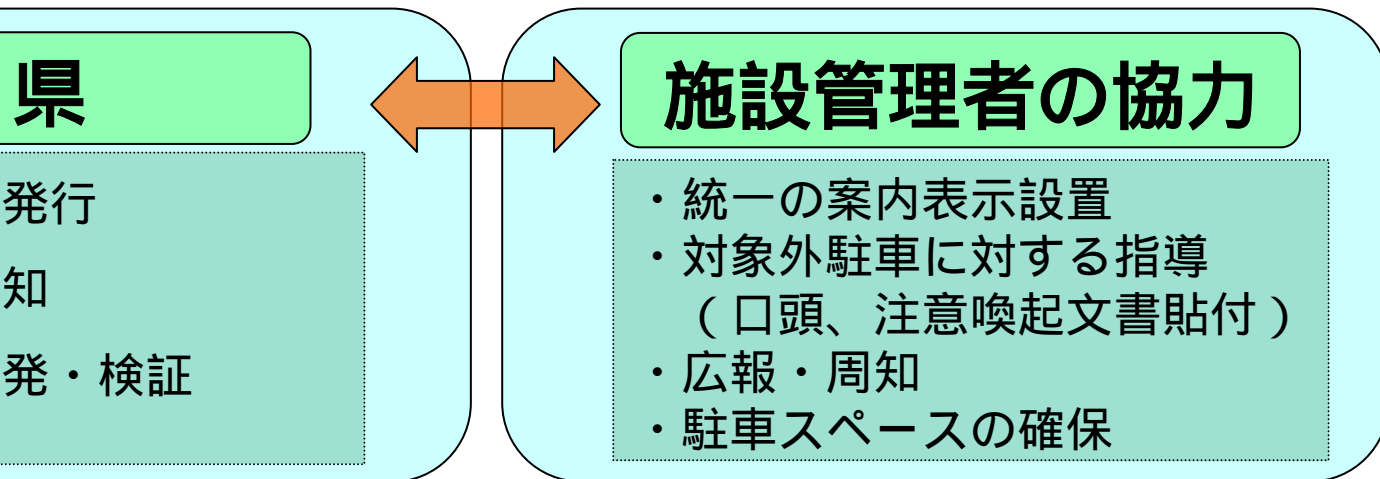 県
発行
知
発・検証
施設管理者の協力
・統一の案内表示設置
・対象外駐車に対する指導
（口頭、注意喚起文書貼付）
・広報・周知
・駐車スペースの確保